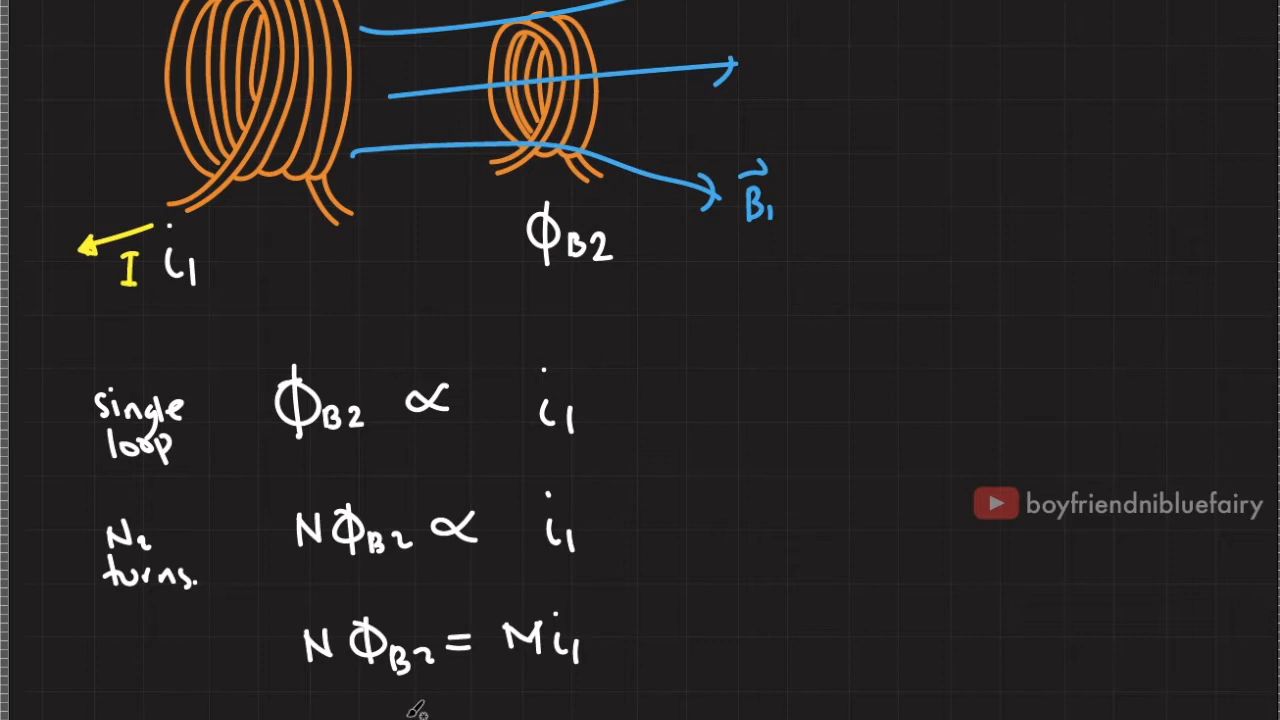 B₁
ϕB2
I i₁
single loop ϕB2 ∝ i₁
N₂ turns. NϕB2 ∝ i₁
NϕB2 = Mi₁
boyfriendnibluefairy